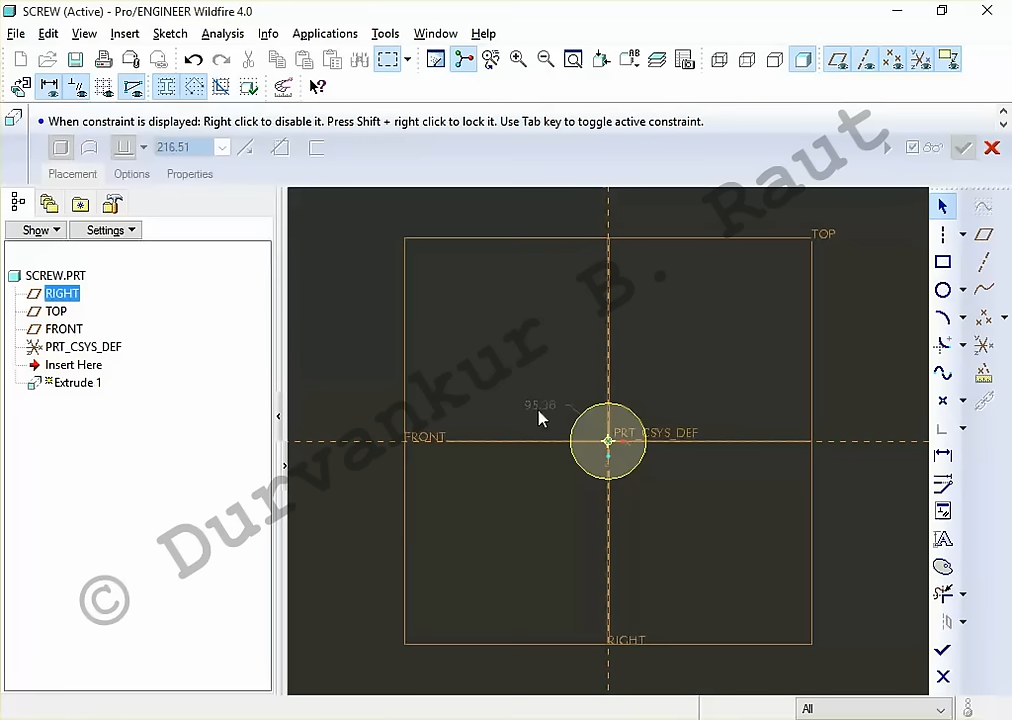 SCREW (Active) - Pro/ENGINEER Wildfire 4.0
File Edit View Insert Sketch Analysis Info Applications Tools Window Help
When constraint is displayed: Right click to disable it. Press Shift + right click to lock it. Use Tab key to toggle active constraint.
216.51
Placement Options Properties
Show Settings
SCREW.PRT
RIGHT
TOP
FRONT
PRT_CSYS_DEF
Insert Here
Extrude 1
TOP
PRT_CSYS_DEF
FRONT
RIGHT
© Durvankur B. Raut
All